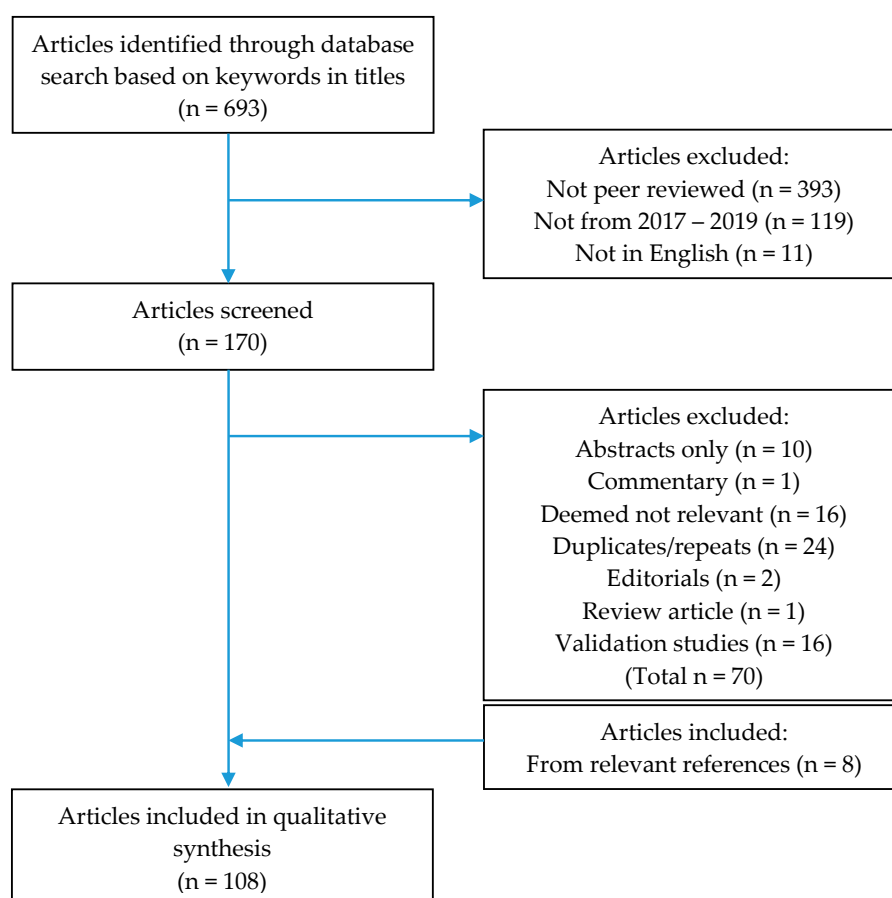 Articles identified through database
search based on keywords in titles
(n = 693)
Articles excluded:
Not peer reviewed (n = 393)
Not from 2017 – 2019 (n = 119)
Not in English (n = 11)
Articles screened
(n = 170)
Articles excluded:
Abstracts only (n = 10)
Commentary (n = 1)
Deemed not relevant (n = 16)
Duplicates/repeats (n = 24)
Editorials (n = 2)
Review article (n = 1)
Validation studies (n = 16)
(Total n = 70)
Articles included:
From relevant references (n = 8)
Articles included in qualitative
synthesis
(n = 108)